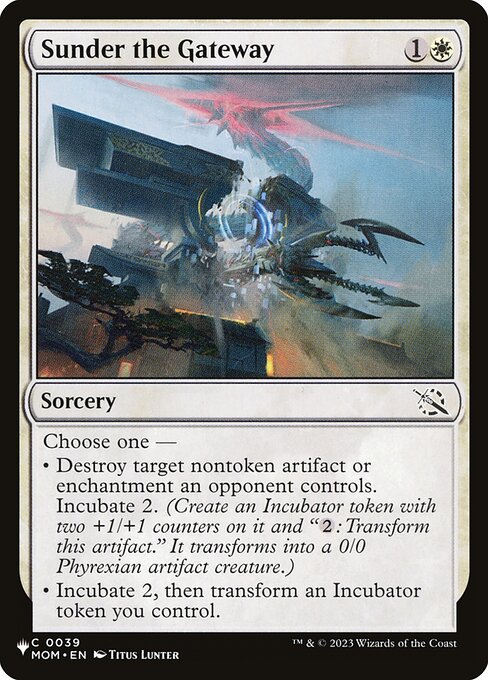 Sunder the Gateway 1
Sorcery
Choose one —
• Destroy target nontoken artifact or
enchantment an opponent controls.
Incubate 2. (Create an Incubator token with
two +1/+1 counters on it and “2: Transform
this artifact.” It transforms into a 0/0
Phyrexian artifact creature.)
• Incubate 2, then transform an Incubator
token you control.
C 0039
MOM • EN Titus Lunter
™ & © 2023 Wizards of the Coast